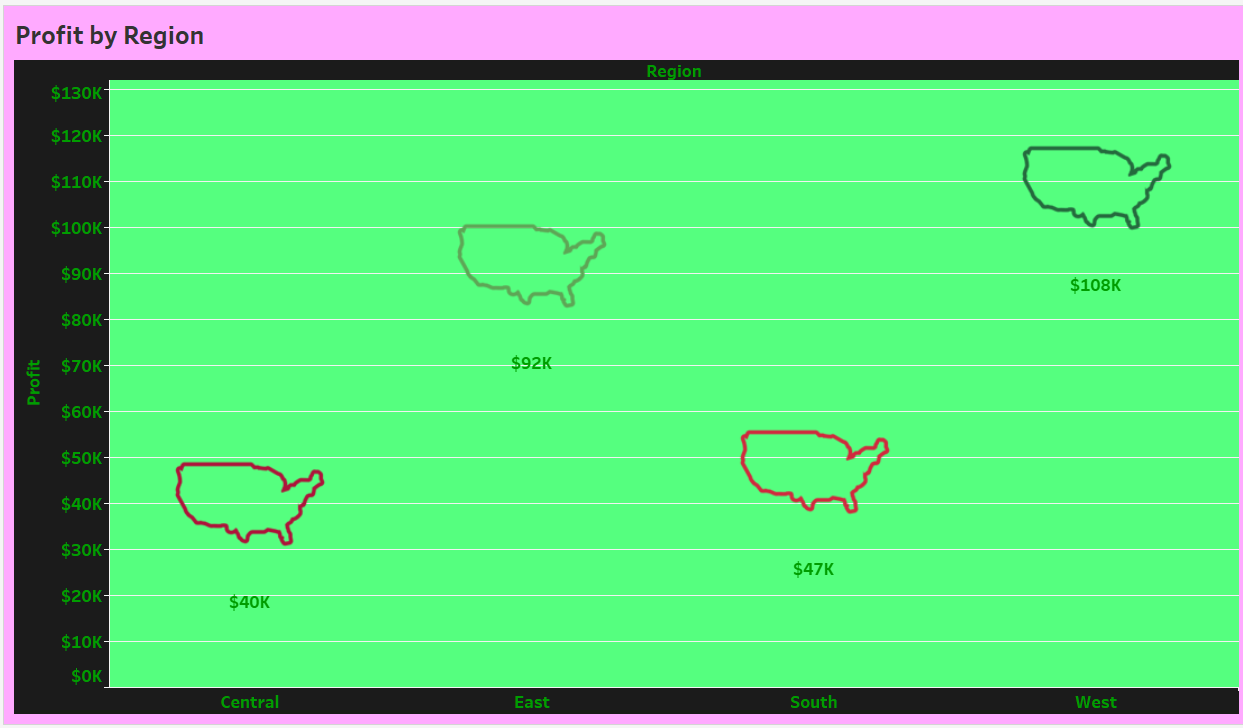 Profit by Region
Region
$130K
$120K
$110K
$100K
$90K
$80K
$70K
$60K
$50K
$40K
$30K
$20K
$10K
$0K
Profit
$108K
$92K
$47K
$40K
Central East South West